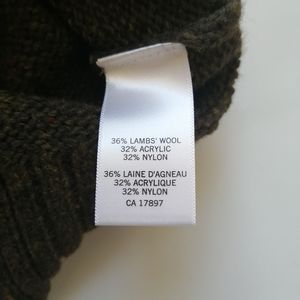 36% LAMBS' WOOL
32% ACRYLIC
32% NYLON
36% LAINE D'AGNEAU
32% ACRYLIQUE
32% NYLON
CA 17897